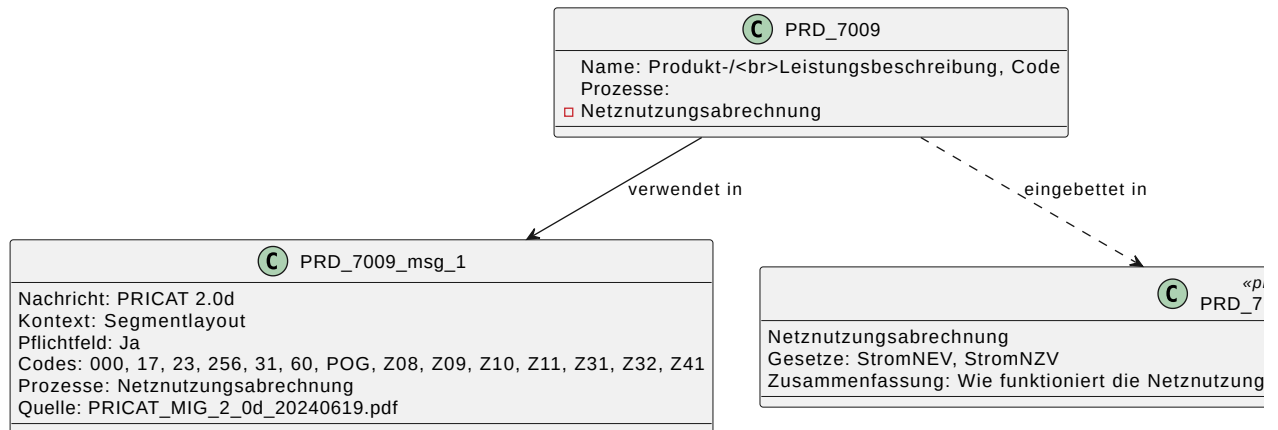 C PRD_7009
Name: Produkt-/<br>Leistungsbeschreibung, Code
Prozesse:
Netznutzungsabrechnung
verwendet in
eingebettet in
C PRD_7009_msg_1
Nachricht: PRICAT 2.0d
Kontext: Segmentlayout
Pflichtfeld: Ja
Codes: 000, 17, 23, 256, 31, 60, POG, Z08, Z09, Z10, Z11, Z31, Z32, Z41
Prozesse: Netznutzungsabrechnung
Quelle: PRICAT_MIG_2_0d_20240619.pdf
C
Netznutzungsabrechnung
Gesetze: StromNEV, StromNZV
Zusammenfassung: Wie funktioniert die Netznutzung